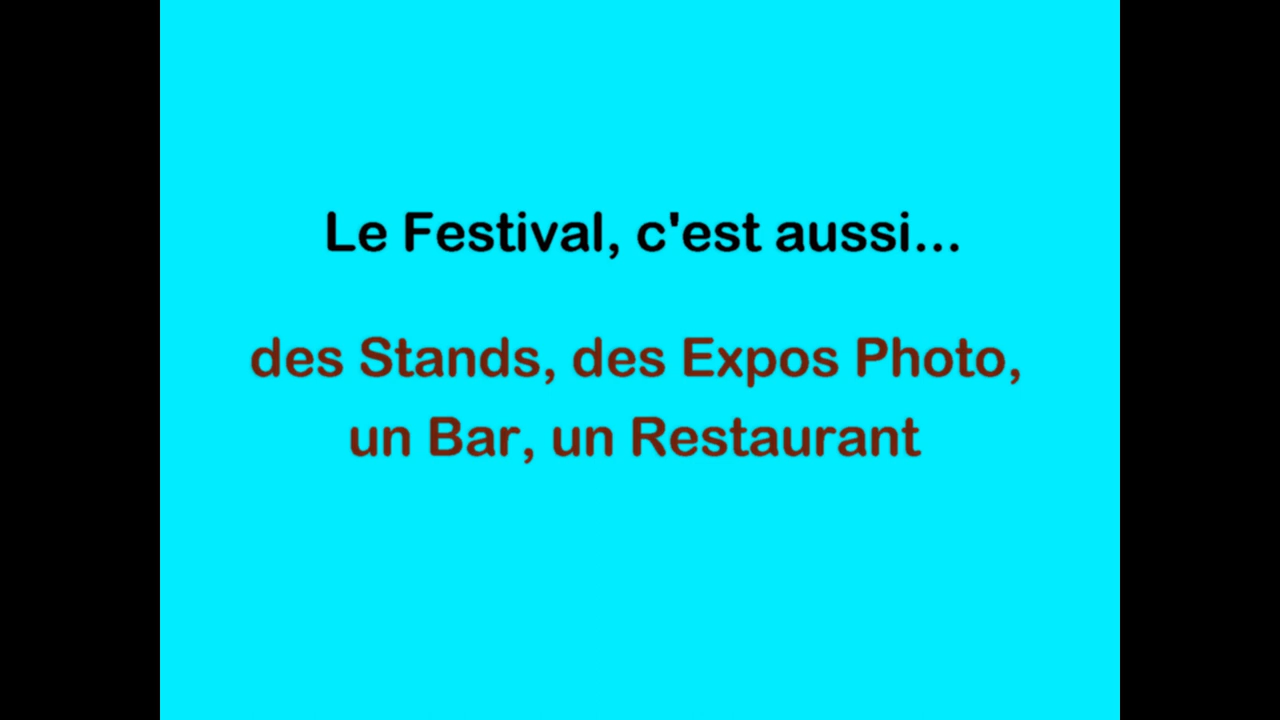 Le Festival, c'est aussi...
des Stands, des Expos Photo,
un Bar, un Restaurant